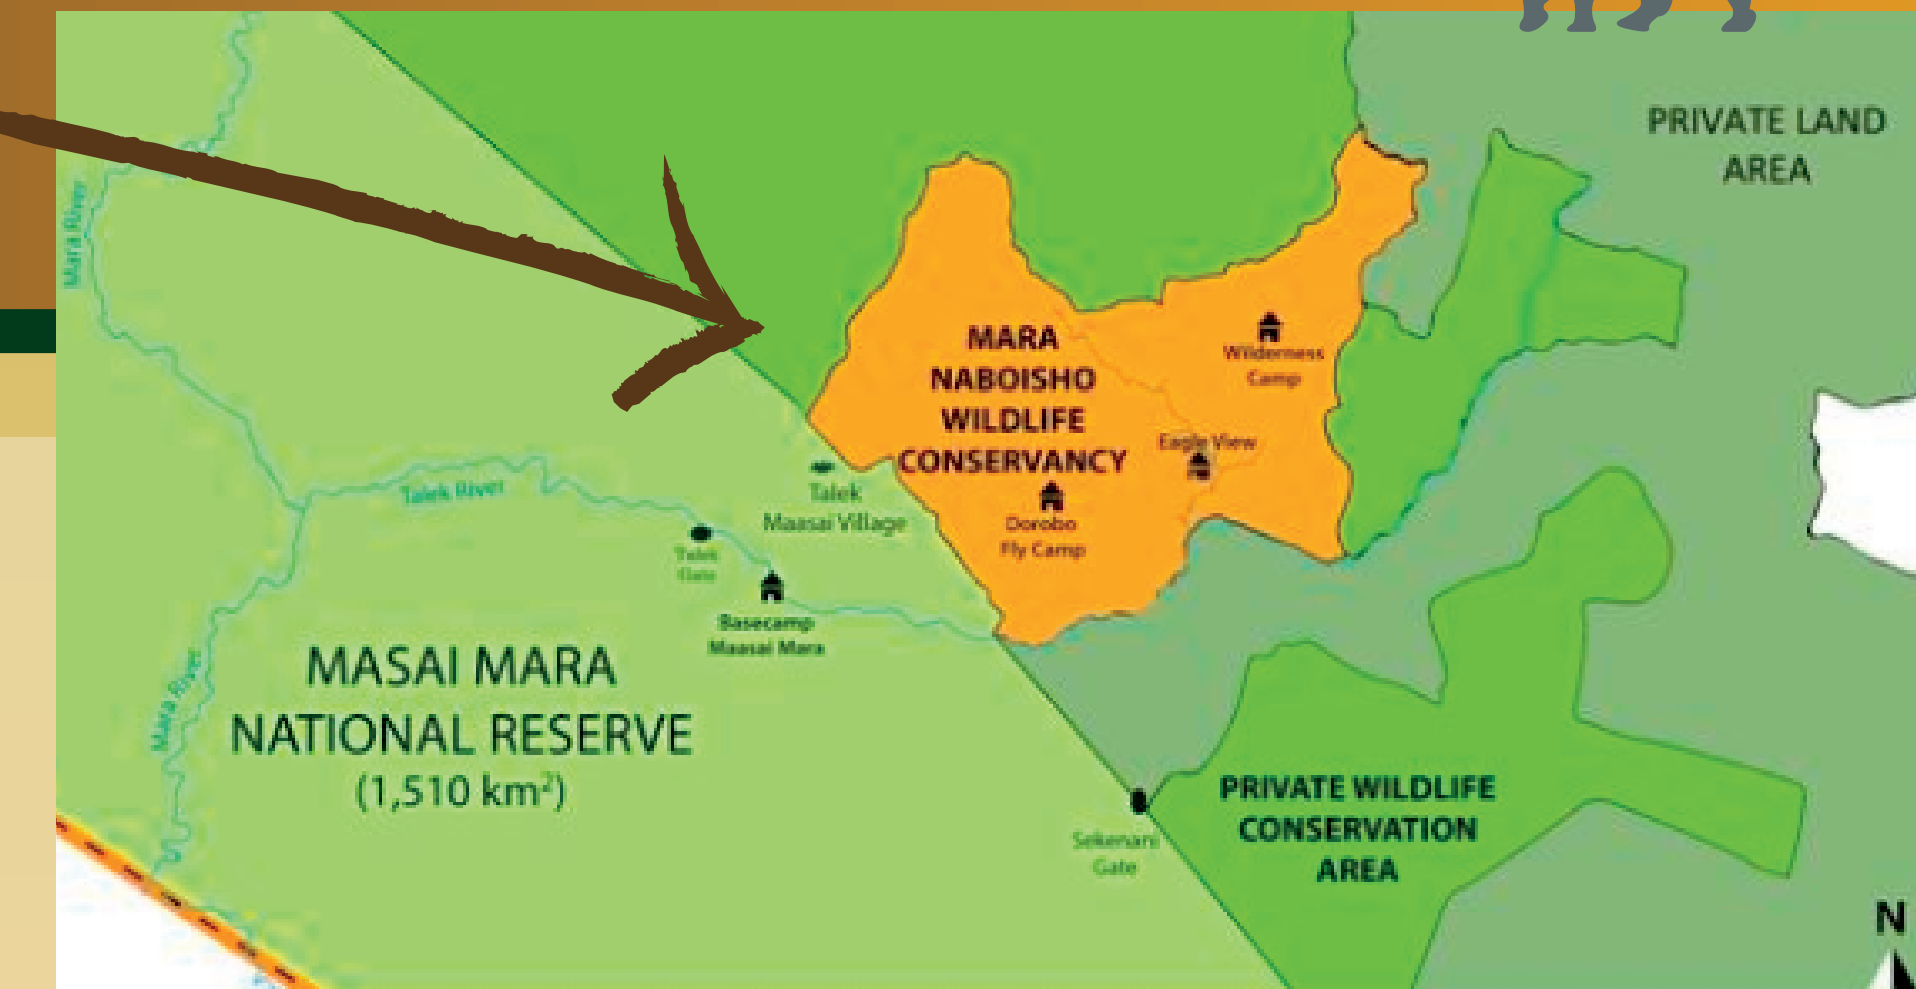 PRIVATE LAND
AREA
Mara River
MARA
NABOISHO
WILDLIFE
CONSERVANCY
Wilderness
Camp
Eagle View
Dorobo
Fly Camp
Talek River
Talek
Maasai Village
Talek
Gate
Basecamp
Maasai Mara
Mara River
MASAI MARA
NATIONAL RESERVE
(1,510 km²)
PRIVATE WILDLIFE
CONSERVATION
AREA
Sekenani
Gate
N